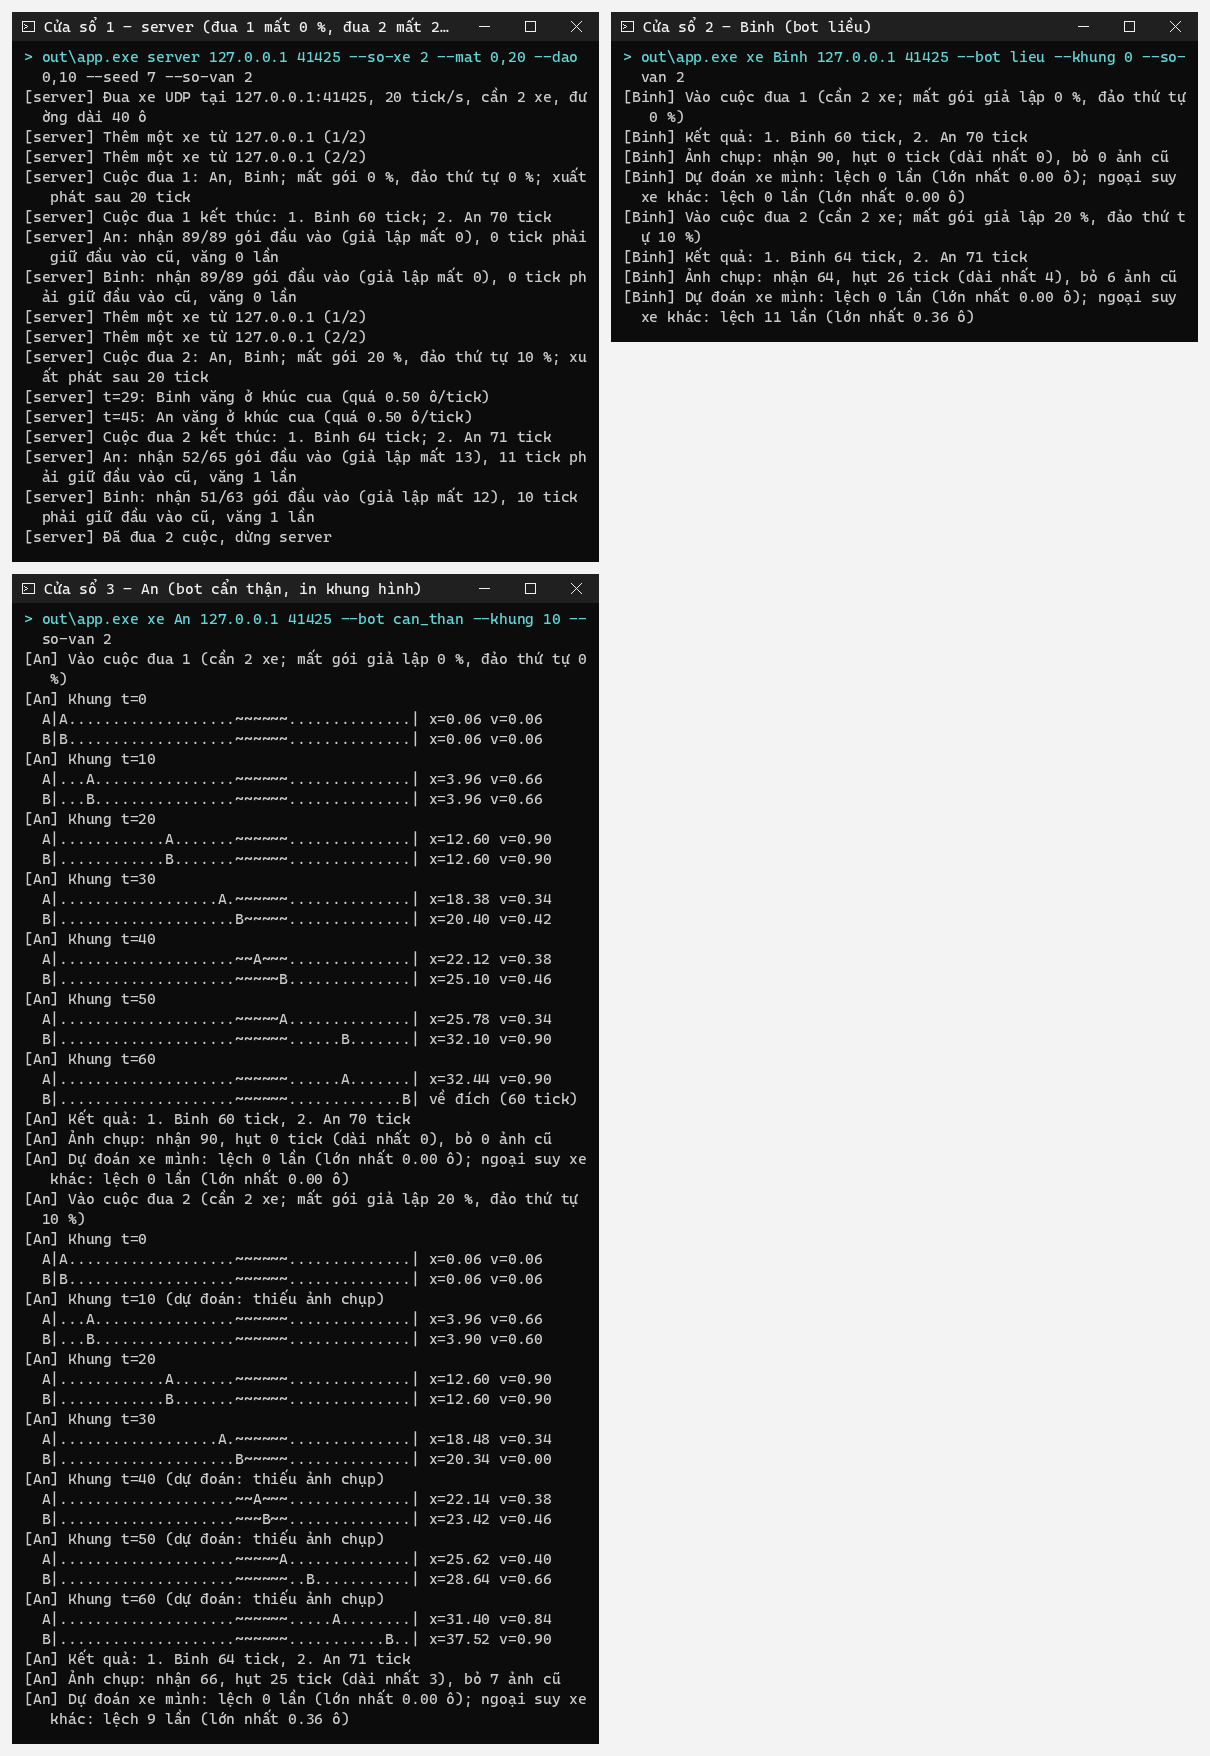 Cửa sổ 1 — server (đua 1 mất 0 %, đua 2 mất 2…
> out\app.exe server 127.0.0.1 41425 --so-xe 2 --mat 0,20 --dao
0,10 --seed 7 --so-van 2
[server] Đua xe UDP tại 127.0.0.1:41425, 20 tick/s, cần 2 xe, đư
ờng dài 40 ô
[server] Thêm một xe từ 127.0.0.1 (1/2)
[server] Thêm một xe từ 127.0.0.1 (2/2)
[server] Cuộc đua 1: An, Binh; mất gói 0 %, đảo thứ tự 0 %; xuất
phát sau 20 tick
[server] Cuộc đua 1 kết thúc: 1. Binh 60 tick; 2. An 70 tick
[server] An: nhận 89/89 gói đầu vào (giả lập mất 0), 0 tick phải
giữ đầu vào cũ, văng 0 lần
[server] Binh: nhận 89/89 gói đầu vào (giả lập mất 0), 0 tick ph
ải giữ đầu vào cũ, văng 0 lần
[server] Thêm một xe từ 127.0.0.1 (1/2)
[server] Thêm một xe từ 127.0.0.1 (2/2)
[server] Cuộc đua 2: An, Binh; mất gói 20 %, đảo thứ tự 10 %; xu
ất phát sau 20 tick
[server] t=29: Binh văng ở khúc cua (quá 0.50 ô/tick)
[server] t=45: An văng ở khúc cua (quá 0.50 ô/tick)
[server] Cuộc đua 2 kết thúc: 1. Binh 64 tick; 2. An 71 tick
[server] An: nhận 52/65 gói đầu vào (giả lập mất 13), 11 tick ph
ải giữ đầu vào cũ, văng 1 lần
[server] Binh: nhận 51/63 gói đầu vào (giả lập mất 12), 10 tick
phải giữ đầu vào cũ, văng 1 lần
[server] Đã đua 2 cuộc, dừng server
Cửa sổ 2 — Binh (bot liều)
> out\app.exe xe Binh 127.0.0.1 41425 --bot lieu --khung 0 --so-
van 2
[Binh] Vào cuộc đua 1 (cần 2 xe; mất gói giả lập 0 %, đảo thứ tự
0 %)
[Binh] Kết quả: 1. Binh 60 tick, 2. An 70 tick
[Binh] Ảnh chụp: nhận 90, hụt 0 tick (dài nhất 0), bỏ 0 ảnh cũ
[Binh] Dự đoán xe mình: lệch 0 lần (lớn nhất 0.00 ô); ngoại suy
xe khác: lệch 0 lần (lớn nhất 0.00 ô)
[Binh] Vào cuộc đua 2 (cần 2 xe; mất gói giả lập 20 %, đảo thứ t
ự 10 %)
[Binh] Kết quả: 1. Binh 64 tick, 2. An 71 tick
[Binh] Ảnh chụp: nhận 64, hụt 26 tick (dài nhất 4), bỏ 6 ảnh cũ
[Binh] Dự đoán xe mình: lệch 0 lần (lớn nhất 0.00 ô); ngoại suy
xe khác: lệch 11 lần (lớn nhất 0.36 ô)
Cửa sổ 3 — An (bot cẩn thận, in khung hình)
> out\app.exe xe An 127.0.0.1 41425 --bot can_than --khung 10 --
so-van 2
[An] Vào cuộc đua 1 (cần 2 xe; mất gói giả lập 0 %, đảo thứ tự 0
%)
[An] Khung t=0
A|A...................~~~~~~..............| x=0.06 v=0.06
B|B...................~~~~~~..............| x=0.06 v=0.06
[An] Khung t=10
A|...A................~~~~~~..............| x=3.96 v=0.66
B|...B................~~~~~~..............| x=3.96 v=0.66
[An] Khung t=20
A|............A.......~~~~~~..............| x=12.60 v=0.90
B|............B.......~~~~~~..............| x=12.60 v=0.90
[An] Khung t=30
A|..................A.~~~~~~..............| x=18.38 v=0.34
B|....................B~~~~~..............| x=20.40 v=0.42
[An] Khung t=40
A|....................~~A~~~..............| x=22.12 v=0.38
B|....................~~~~~B..............| x=25.10 v=0.46
[An] Khung t=50
A|....................~~~~~A..............| x=25.78 v=0.34
B|....................~~~~~~......B.......| x=32.10 v=0.90
[An] Khung t=60
A|....................~~~~~~......A.......| x=32.44 v=0.90
B|....................~~~~~~.............B| về đích (60 tick)
[An] Kết quả: 1. Binh 60 tick, 2. An 70 tick
[An] Ảnh chụp: nhận 90, hụt 0 tick (dài nhất 0), bỏ 0 ảnh cũ
[An] Dự đoán xe mình: lệch 0 lần (lớn nhất 0.00 ô); ngoại suy xe
khác: lệch 0 lần (lớn nhất 0.00 ô)
[An] Vào cuộc đua 2 (cần 2 xe; mất gói giả lập 20 %, đảo thứ tự
10 %)
[An] Khung t=0
A|A...................~~~~~~..............| x=0.06 v=0.06
B|B...................~~~~~~..............| x=0.06 v=0.06
[An] Khung t=10 (dự đoán: thiếu ảnh chụp)
A|...A................~~~~~~..............| x=3.96 v=0.66
B|...B................~~~~~~..............| x=3.90 v=0.60
[An] Khung t=20
A|............A.......~~~~~~..............| x=12.60 v=0.90
B|............B.......~~~~~~..............| x=12.60 v=0.90
[An] Khung t=30
A|..................A.~~~~~~..............| x=18.48 v=0.34
B|....................B~~~~~..............| x=20.34 v=0.00
[An] Khung t=40 (dự đoán: thiếu ảnh chụp)
A|....................~~A~~~..............| x=22.14 v=0.38
B|....................~~~B~~..............| x=23.42 v=0.46
[An] Khung t=50 (dự đoán: thiếu ảnh chụp)
A|....................~~~~~A..............| x=25.62 v=0.40
B|....................~~~~~~..B...........| x=28.64 v=0.66
[An] Khung t=60 (dự đoán: thiếu ảnh chụp)
A|....................~~~~~~.....A........| x=31.40 v=0.84
B|....................~~~~~~...........B..| x=37.52 v=0.90
[An] Kết quả: 1. Binh 64 tick, 2. An 71 tick
[An] Ảnh chụp: nhận 66, hụt 25 tick (dài nhất 3), bỏ 7 ảnh cũ
[An] Dự đoán xe mình: lệch 0 lần (lớn nhất 0.00 ô); ngoại suy xe
khác: lệch 9 lần (lớn nhất 0.36 ô)